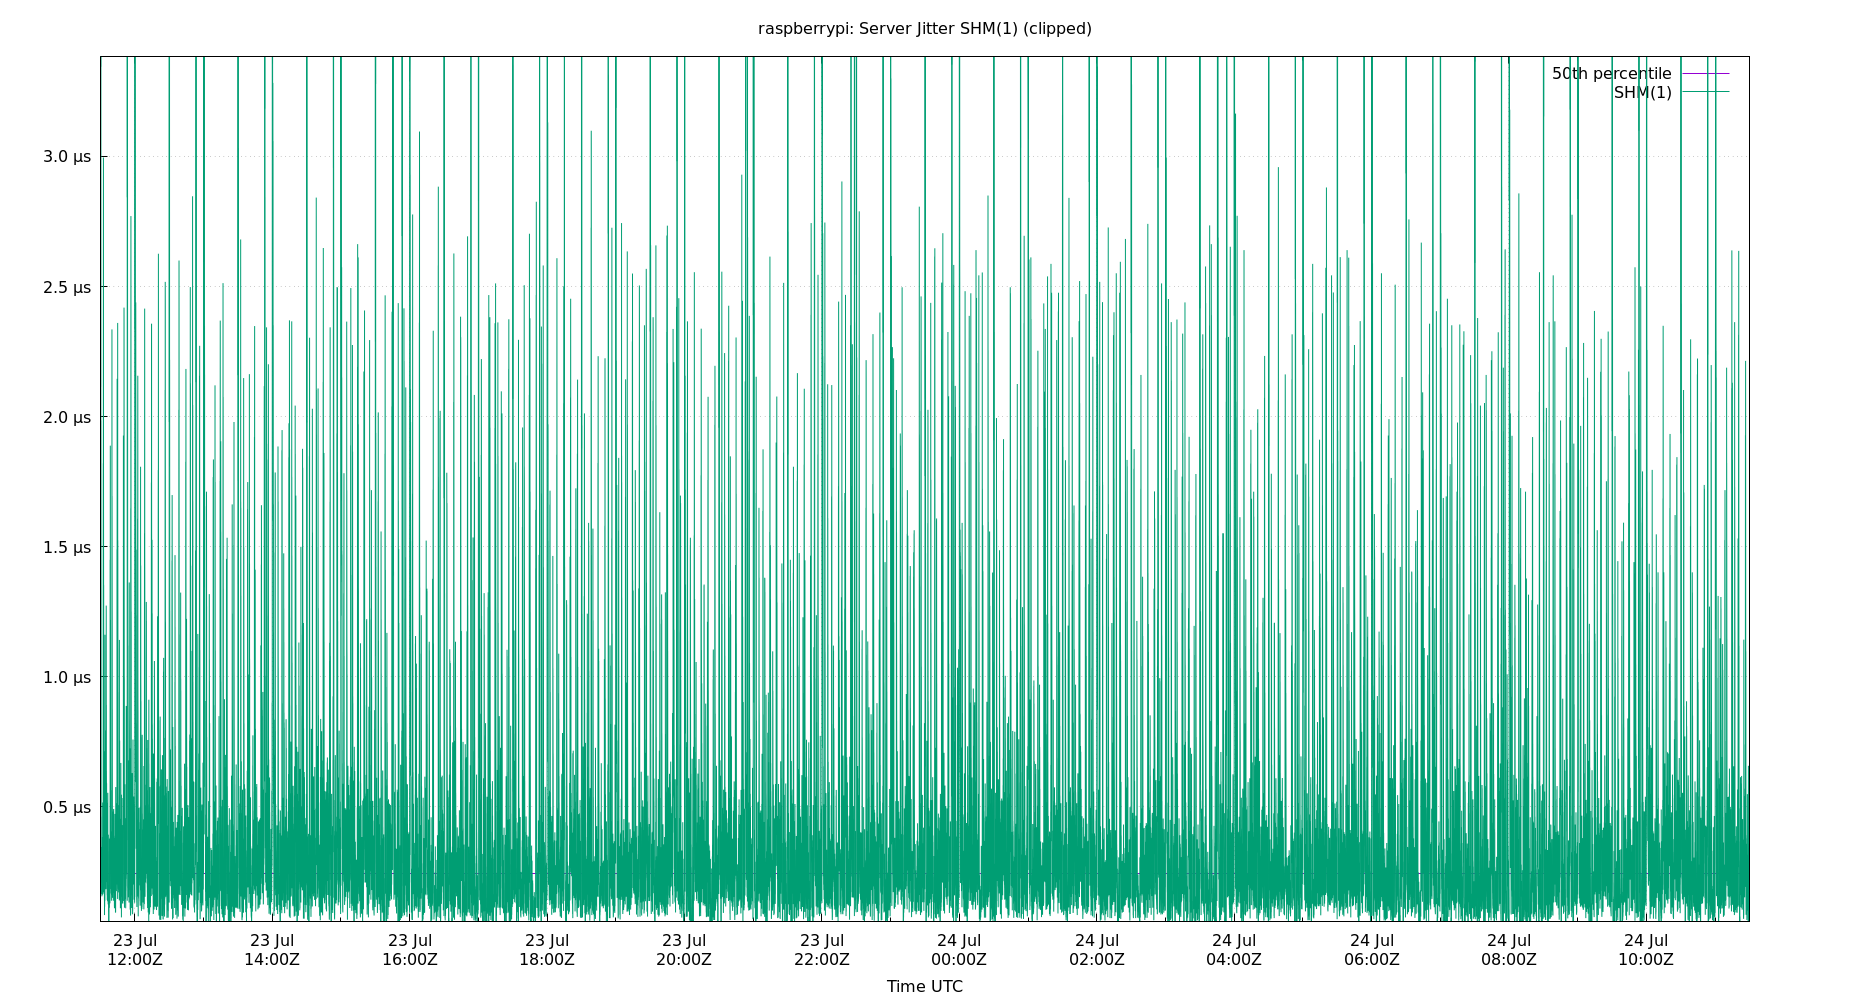 raspberrypi: Server Jitter SHM(1) (clipped)
50th percentile
SHM(1)
3.0 μs
2.5 μs
2.0 μs
1.5 μs
1.0 μs
0.5 μs
23 Jul 23 Jul 23 Jul 23 Jul 23 Jul 23 Jul 24 Jul 24 Jul 24 Jul 24 Jul 24 Jul 24 Jul
12:00Z 14:00Z 16:00Z 18:00Z 20:00Z 22:00Z 00:00Z 02:00Z 04:00Z 06:00Z 08:00Z 10:00Z
Time UTC